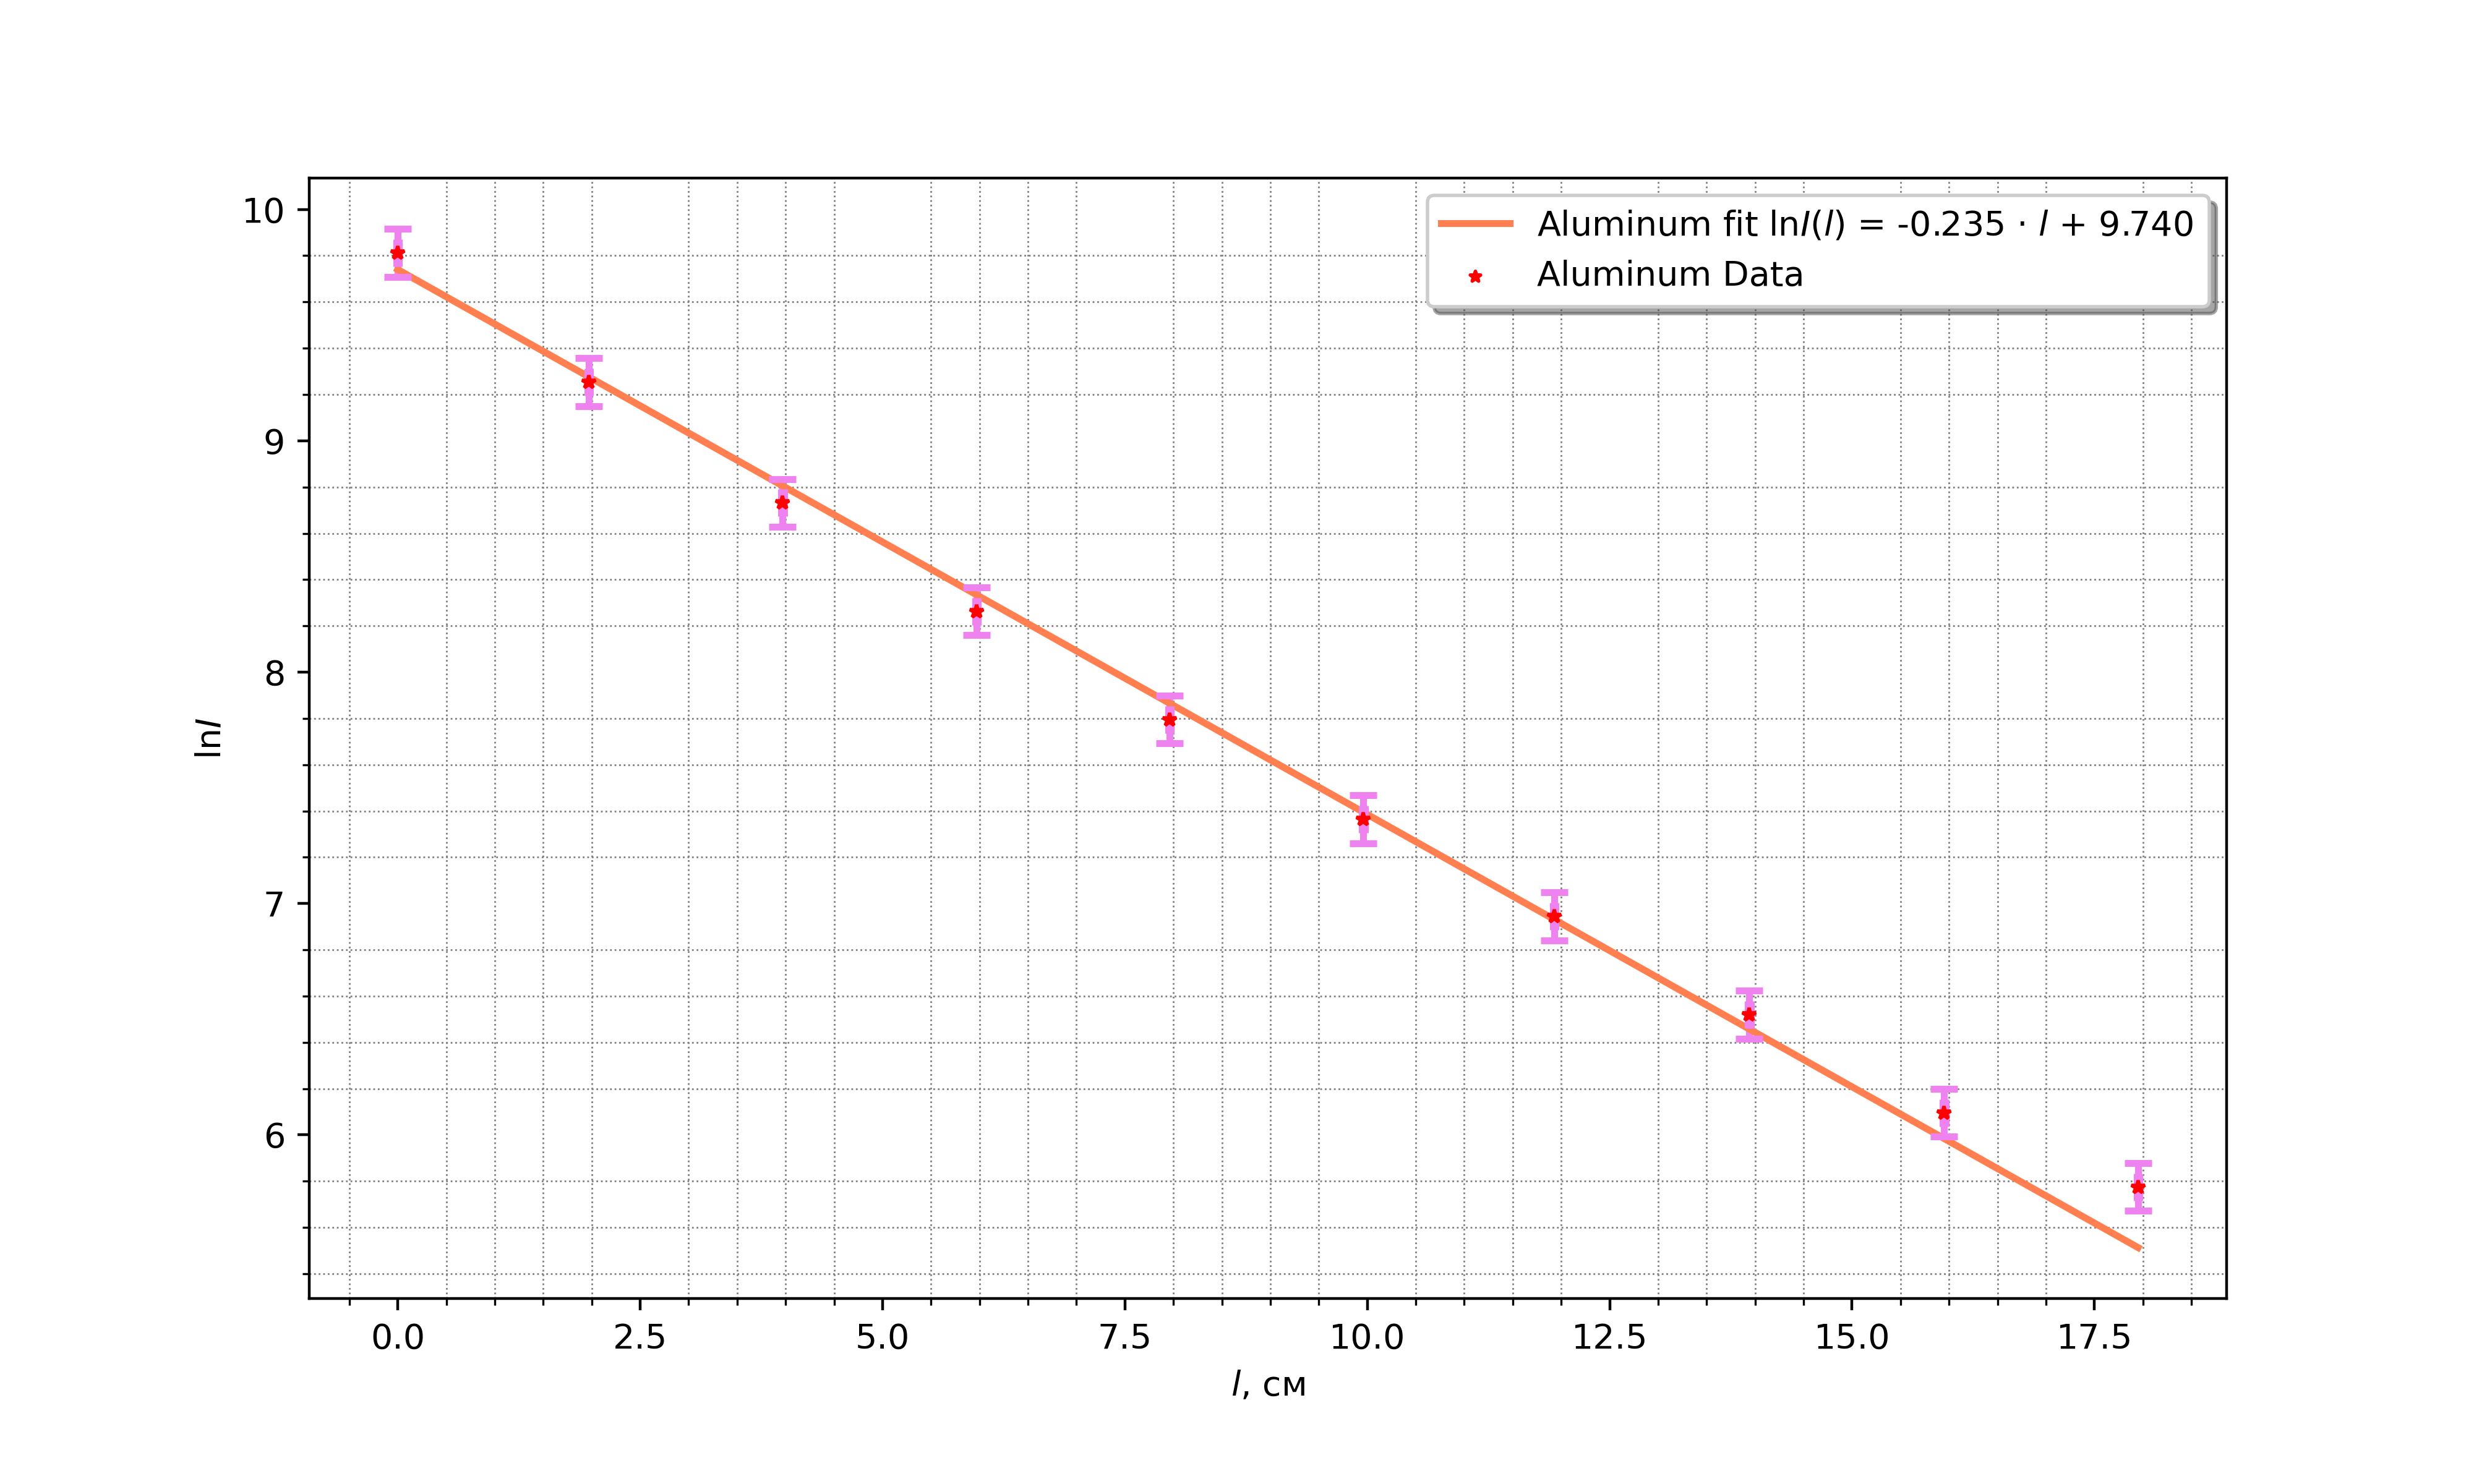 Aluminum fit lnI(l) = -0.235 · l + 9.740
Aluminum Data
10
9
8
7
6
lnI
0.0 2.5 5.0 7.5 10.0 12.5 15.0 17.5
l, см